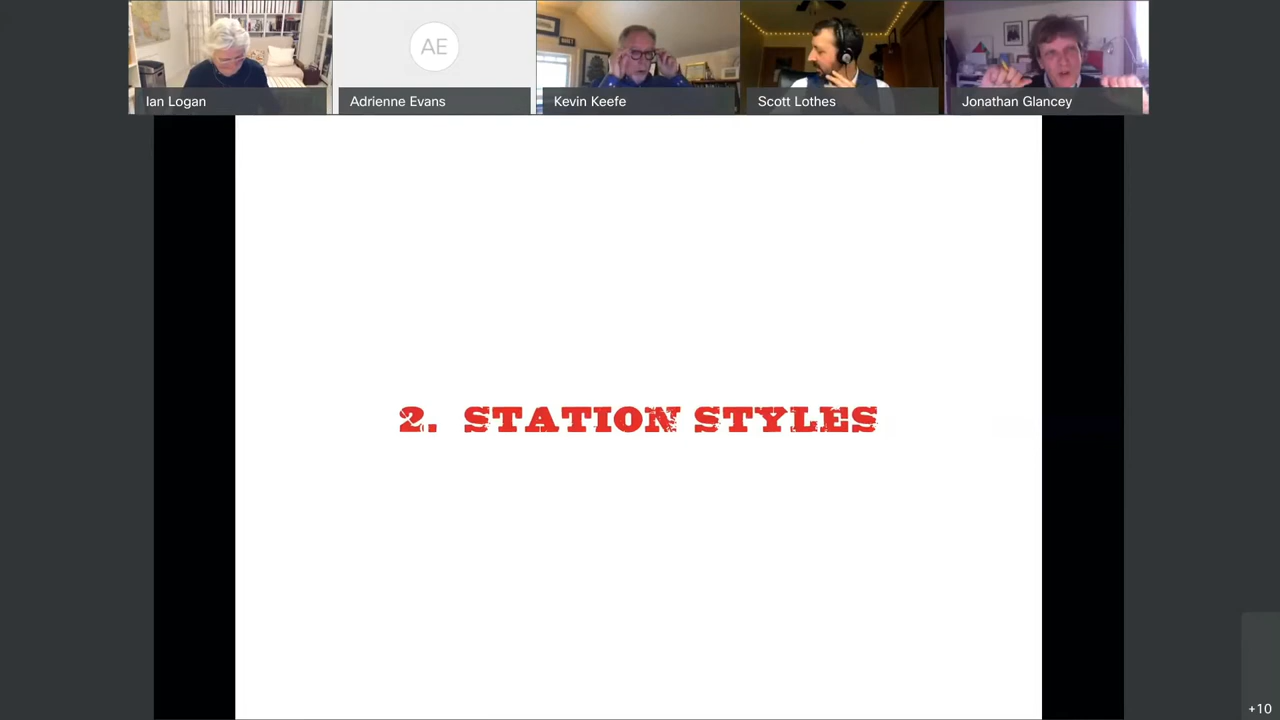 Ian Logan
AE
Adrienne Evans
Kevin Keefe
Scott Lothes
Jonathan Glancey
2. STATION STYLES
+10